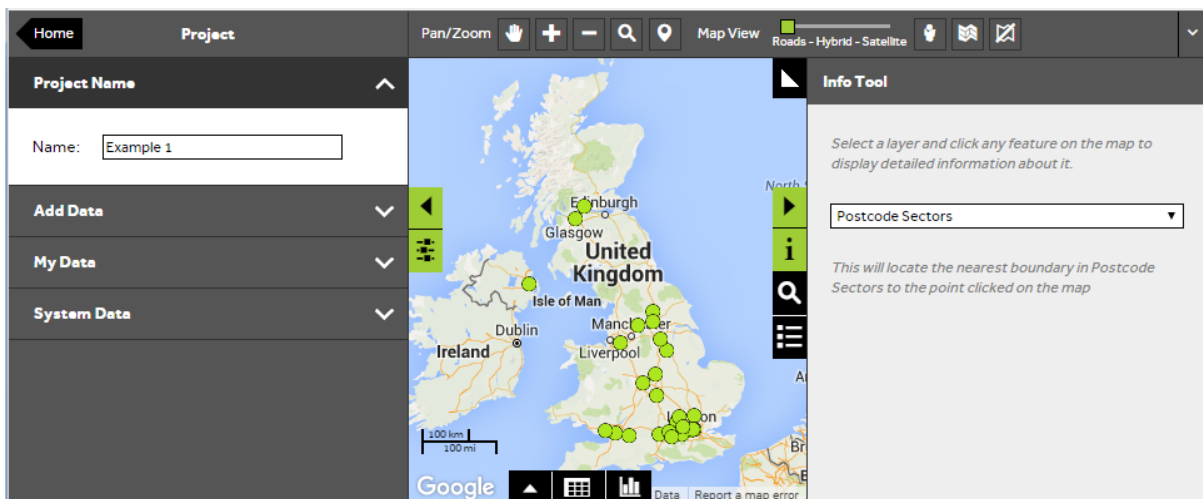 Home
Project
Pan/Zoom
Map View
Roads - Hybrid - Satellite
Project Name
Name: Example 1
Add Data
My Data
System Data
North
Edinburgh
Glasgow
United
Kingdom
Isle of Man
Dublin
Ireland
Manchester
Liverpool
London
100 km
100 mi
Google
Data
Report a map error
Info Tool
Select a layer and click any feature on the map to
display detailed information about it.
Postcode Sectors
This will locate the nearest boundary in Postcode
Sectors to the point clicked on the map
i